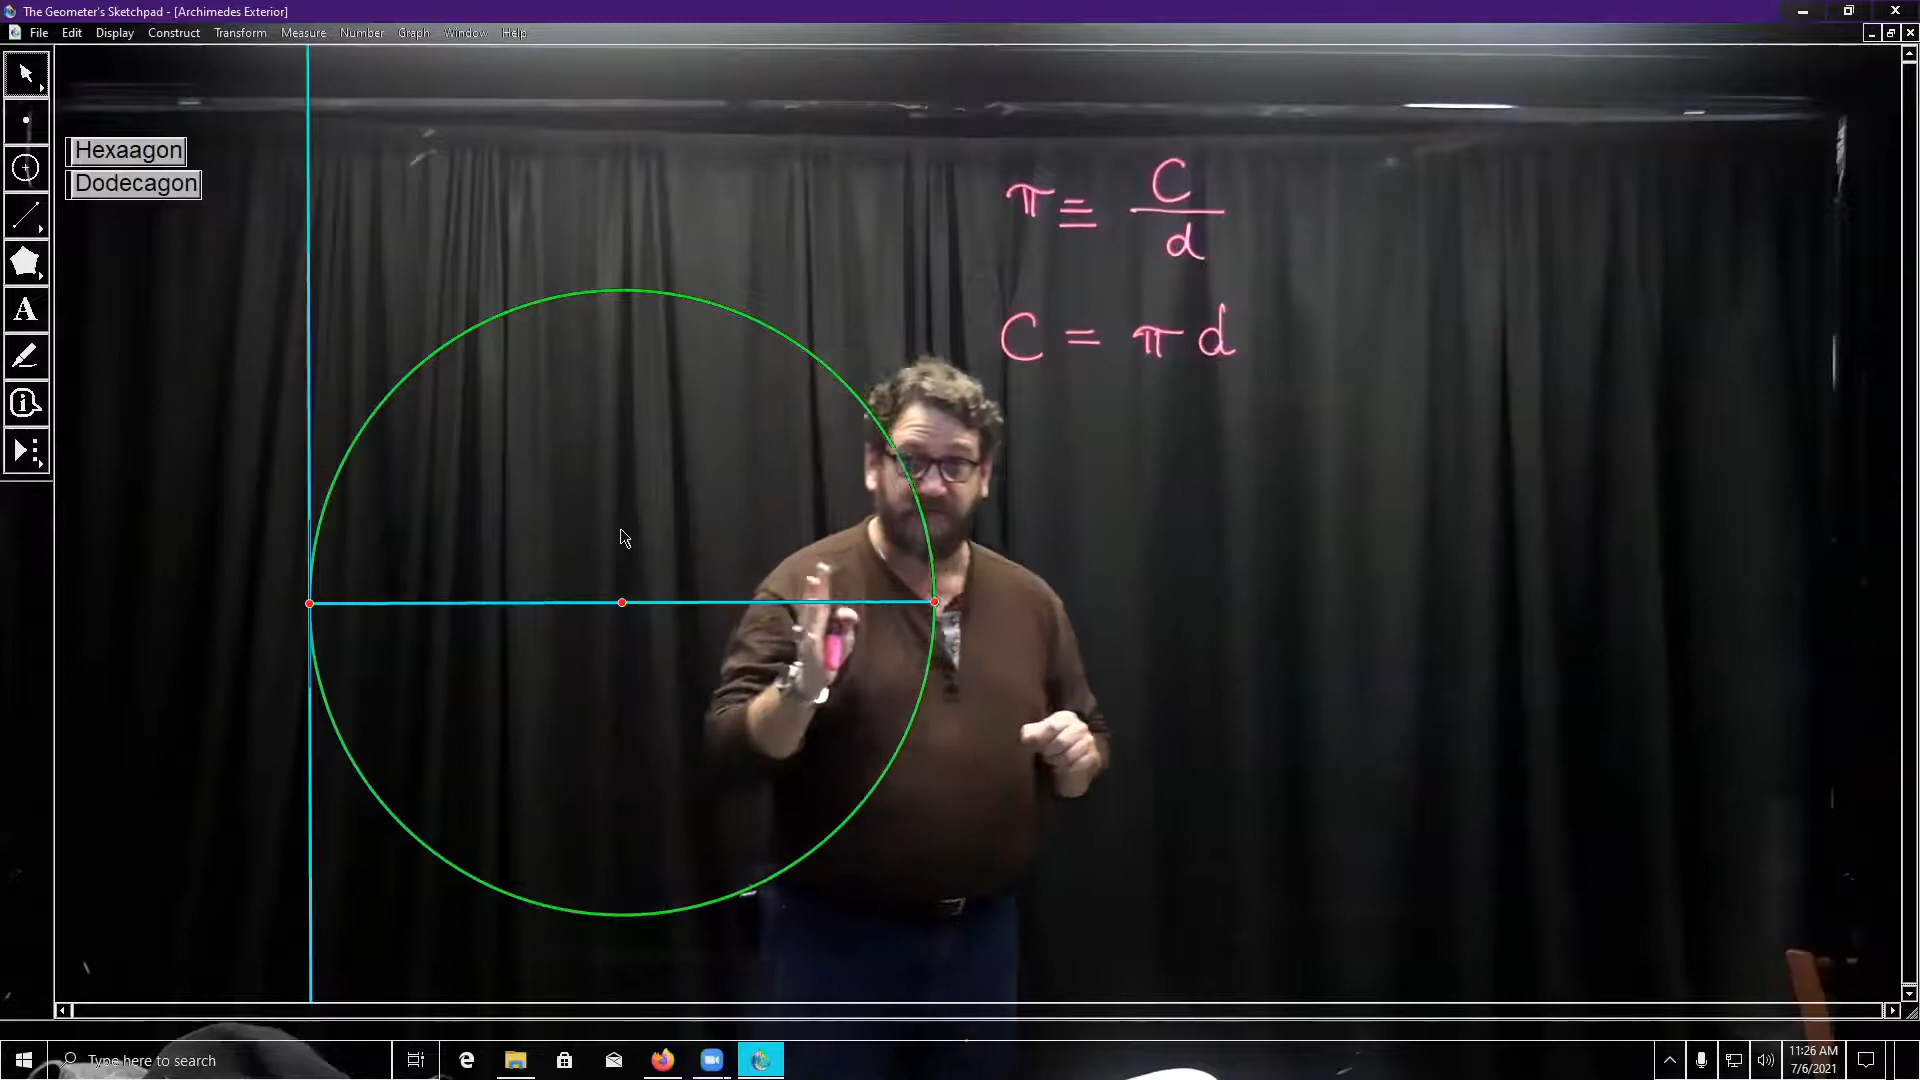 The Geometer's Sketchpad - [Archimedes Exterior]
File Edit Display Construct Transform Measure Number Graph Window Help
Hexaagon
Dodecagon
A
π ≡ C/d
C = π d
Type here to search
11:26 AM
7/6/2021